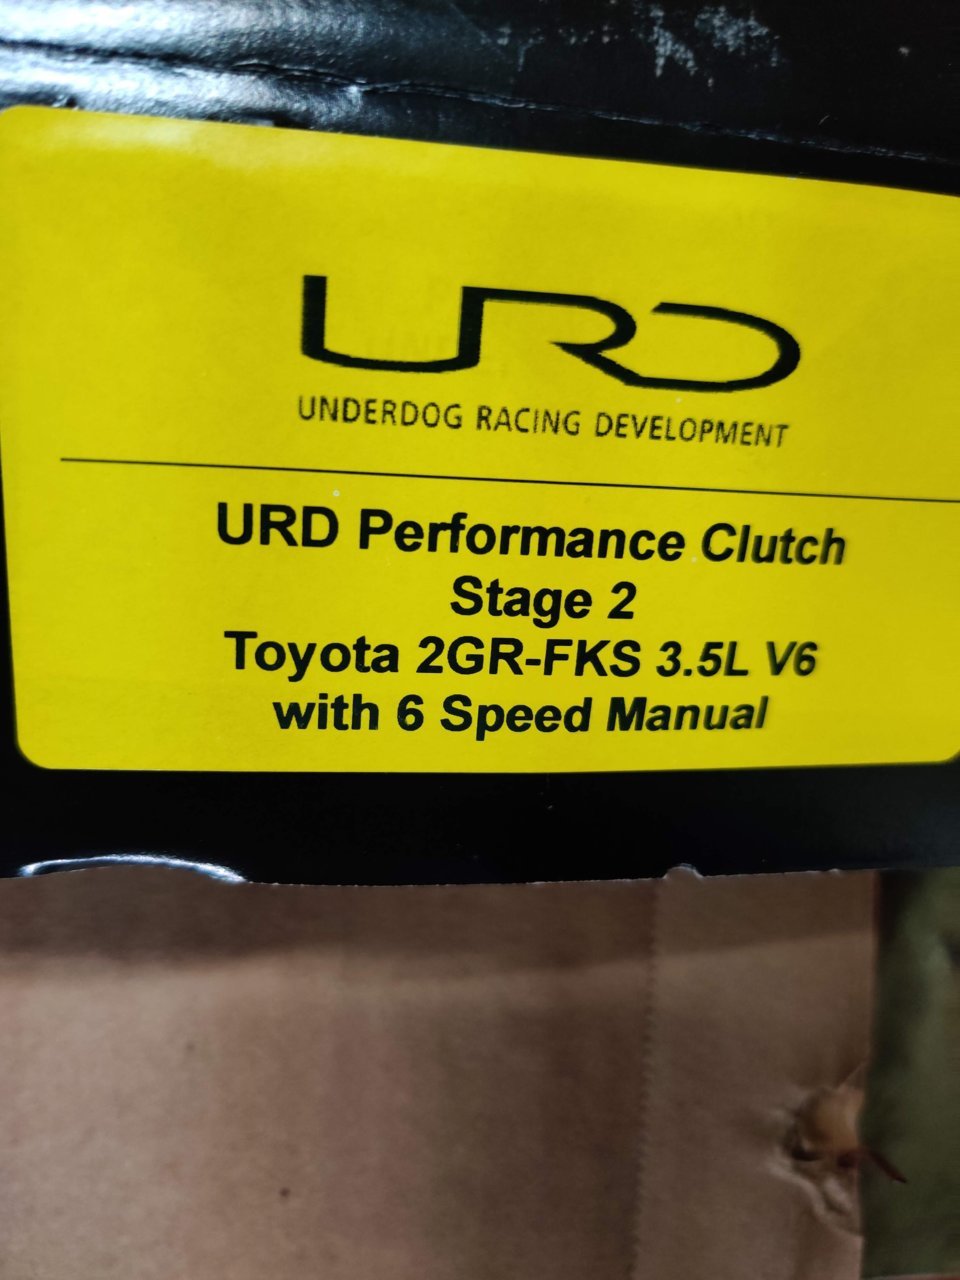 URD
UNDERDOG RACING DEVELOPMENT
URD Performance Clutch
Stage 2
Toyota 2GR-FKS 3.5L V6
with 6 Speed Manual